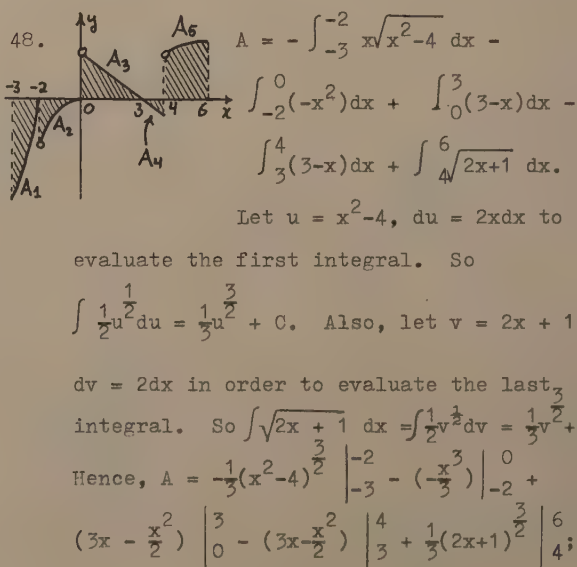 48.
y
A₅
A₃
-3 -2
0
3
4
6
x
A₂
A₄
A₁
A = - ∫_{-3}^{-2} x√(x²-4) dx -
∫_{-2}^{0} (-x²)dx + ∫_{0}^{3} (3-x)dx -
∫_{3}^{4} (3-x)dx + ∫_{4}^{6} √(2x+1) dx.
Let u = x²-4, du = 2xdx to
evaluate the first integral. So
∫ ½u^{1/2}du = ⅓u^{3/2} + C. Also, let v = 2x + 1
dv = 2dx in order to evaluate the last
integral. So ∫√(2x + 1) dx = ∫½v^{1/2}dv = ⅓v^{3/2}+
Hence, A = -⅓(x²-4)^{3/2} |_{-3}^{-2} - (-x³/3) |_{-2}^{0} +
(3x - x²/2) |_{0}^{3} - (3x-x²/2) |_{3}^{4} + ⅓(2x+1)^{3/2} |_{4}^{6};